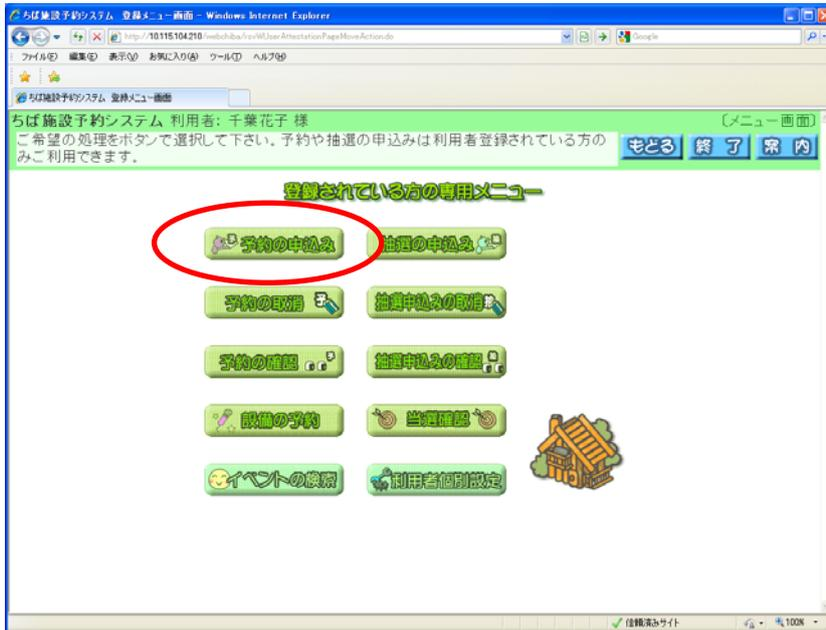 ちば施設予約システム 登録メニュー画面 - Windows Internet Explorer
http://10.115.104.210/webchiba/rsvWUserAttestationPageMoveAction.do
Google
ファイル(F) 編集(E) 表示(V) お気に入り(A) ツール(T) ヘルプ(H)
ちば施設予約システム 登録メニュー画面
ちば施設予約システム 利用者: 千葉花子 様 〔メニュー画面〕
ご希望の処理をボタンで選択して下さい。予約や抽選の申込みは利用者登録されている方の
みご利用できます。
もどる 終了 案内
登録されている方の専用メニュー
予約の申込み 抽選の申込み
予約の取消 抽選申込みの取消
予約の確認 抽選申込みの確認
設備の予約 当選確認
イベントの検索 利用者個別設定
信頼済みサイト 100%